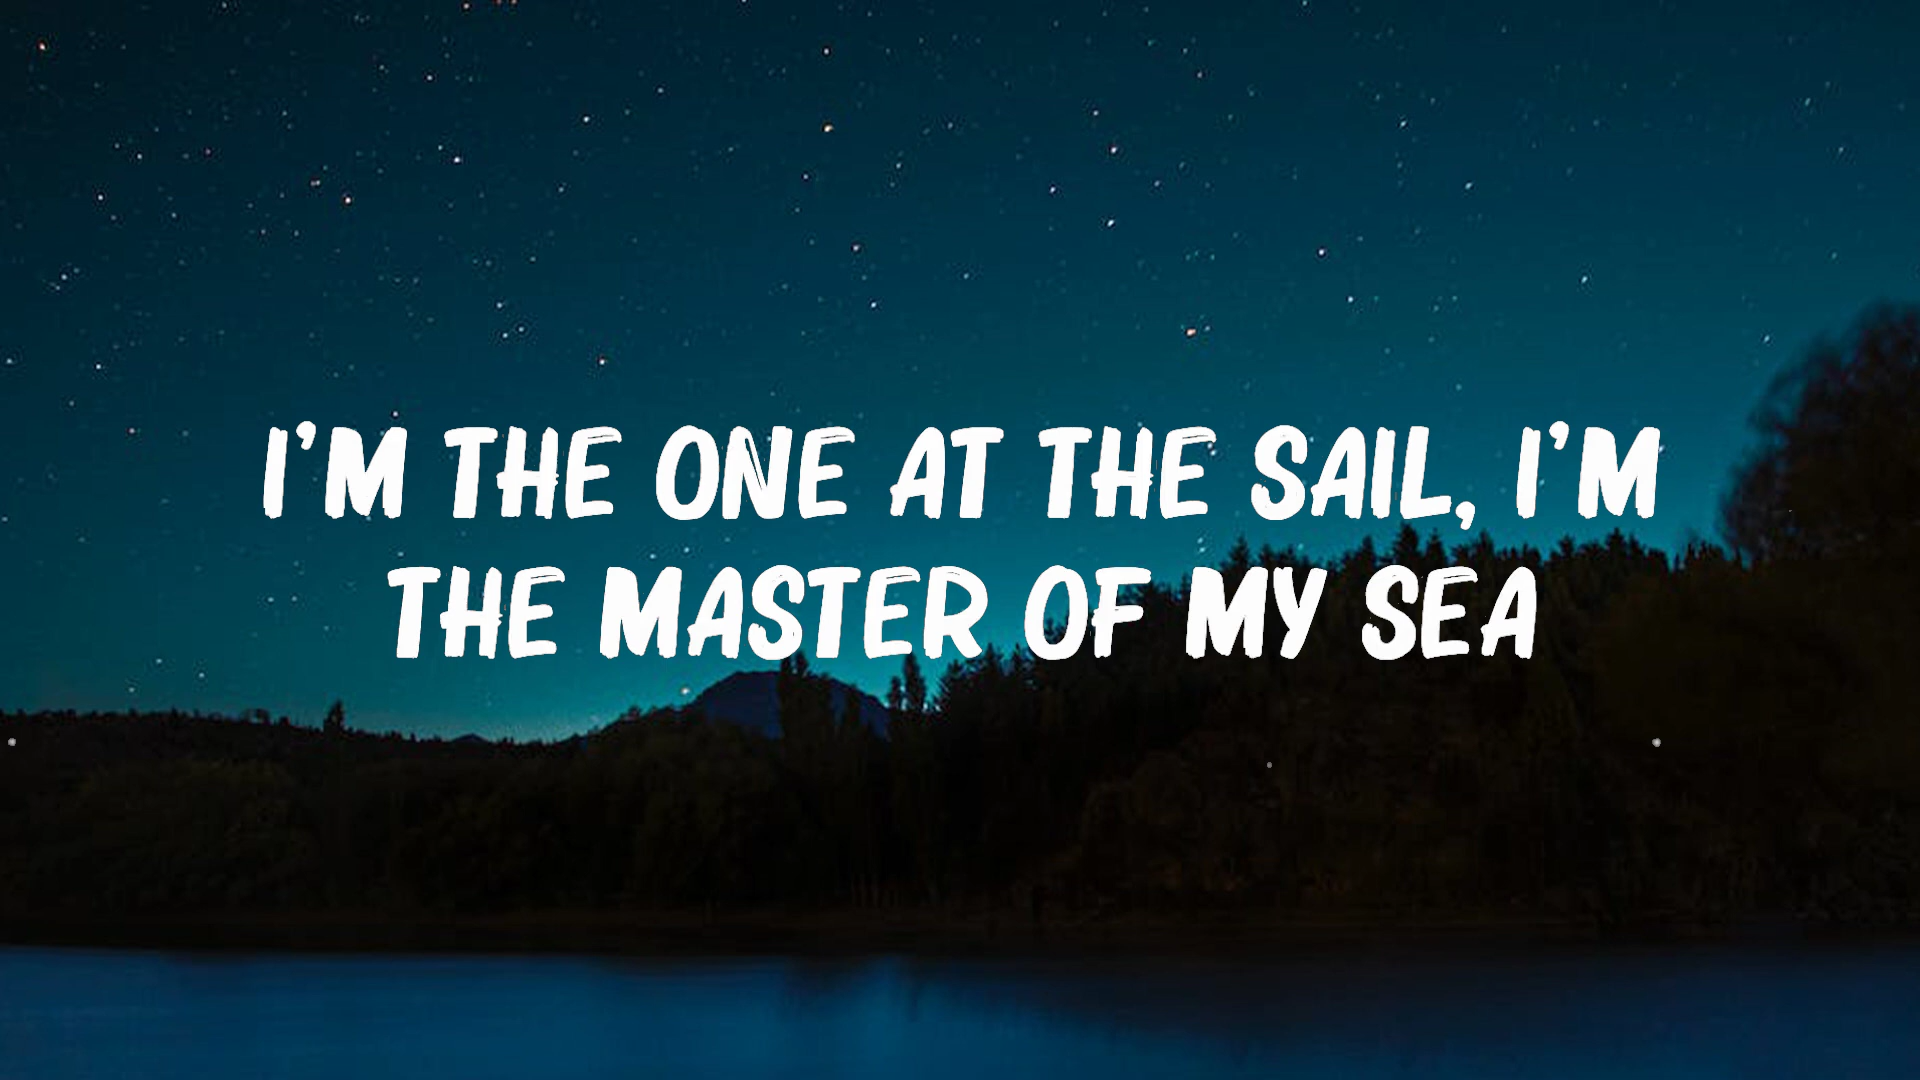 I'M THE ONE AT THE SAIL, I'M
THE MASTER OF MY SEA